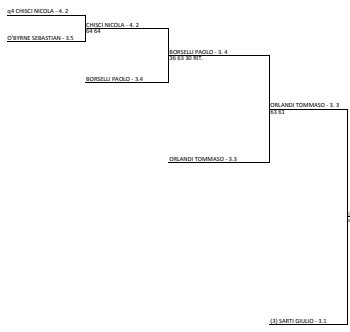 q4 CHISCI NICOLA - 4. 2
CHISCI NICOLA - 4. 2
64 64
O'BYRNE SEBASTIAN - 3.5
BORSELLI PAOLO - 3. 4
36 63 30 RIT.
BORSELLI PAOLO - 3.4
ORLANDI TOMMASO - 3. 3
63 61
ORLANDI TOMMASO - 3.3
(3) SARTI GIULIO - 3.1